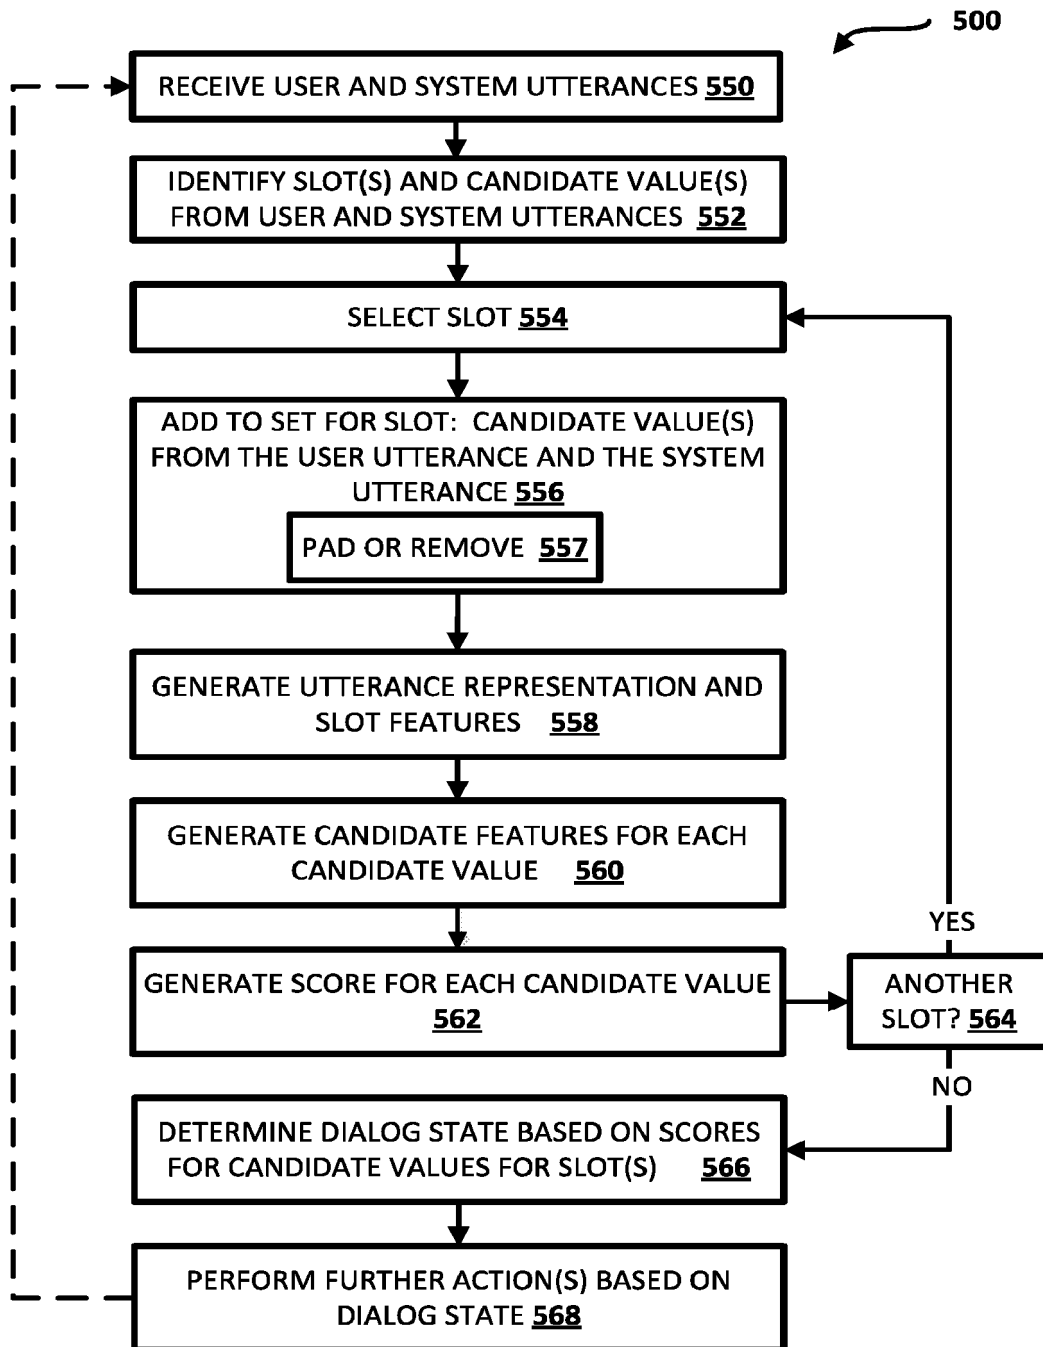 500
RECEIVE USER AND SYSTEM UTTERANCES 550
IDENTIFY SLOT(S) AND CANDIDATE VALUE(S)
FROM USER AND SYSTEM UTTERANCES 552
SELECT SLOT 554
ADD TO SET FOR SLOT: CANDIDATE VALUE(S)
FROM THE USER UTTERANCE AND THE SYSTEM
UTTERANCE 556
PAD OR REMOVE 557
GENERATE UTTERANCE REPRESENTATION AND
SLOT FEATURES 558
GENERATE CANDIDATE FEATURES FOR EACH
CANDIDATE VALUE 560
GENERATE SCORE FOR EACH CANDIDATE VALUE
562
YES
ANOTHER
SLOT? 564
NO
DETERMINE DIALOG STATE BASED ON SCORES
FOR CANDIDATE VALUES FOR SLOT(S) 566
PERFORM FURTHER ACTION(S) BASED ON
DIALOG STATE 568